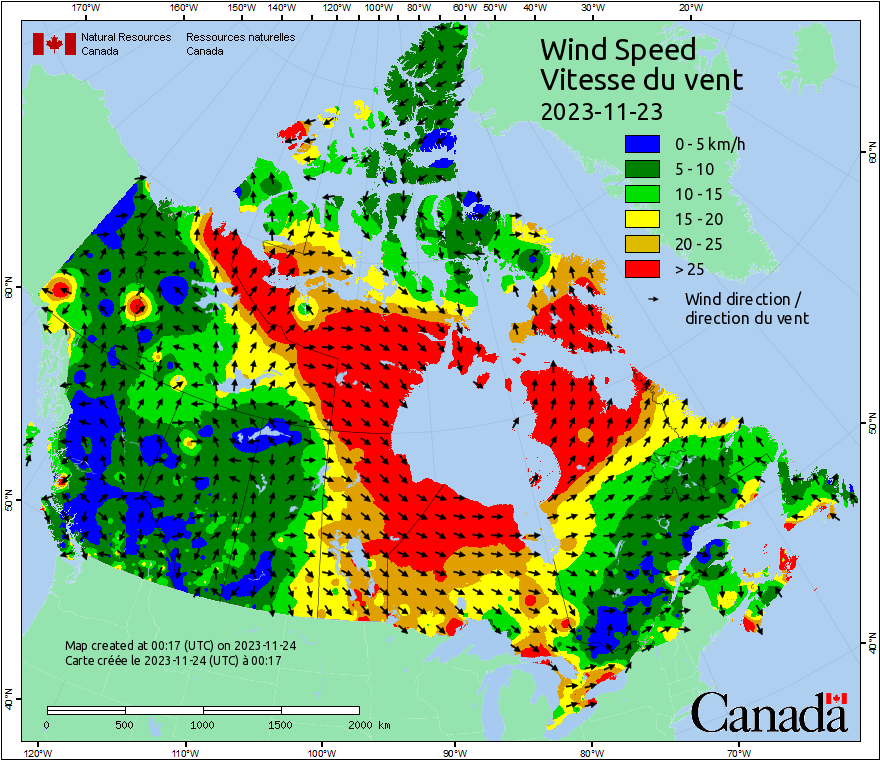 170°W 160°W 150°W 140°W 120°W 100°W 80°W 60°W 50°W 40°W 30°W 20°W
Natural Resources Ressources naturelles
Canada Canada
Wind Speed
Vitesse du vent
2023-11-23
0 - 5 km/h
5 - 10
10 - 15
15 - 20
20 - 25
> 25
Wind direction /
direction du vent
60°N 60°N
50°N 50°N
40°N 40°N
Map created at 00:17 (UTC) on 2023-11-24
Carte créée le 2023-11-24 (UTC) à 00:17
0 500 1000 1500 2000 km
Canada
120°W 110°W 100°W 90°W 80°W 70°W